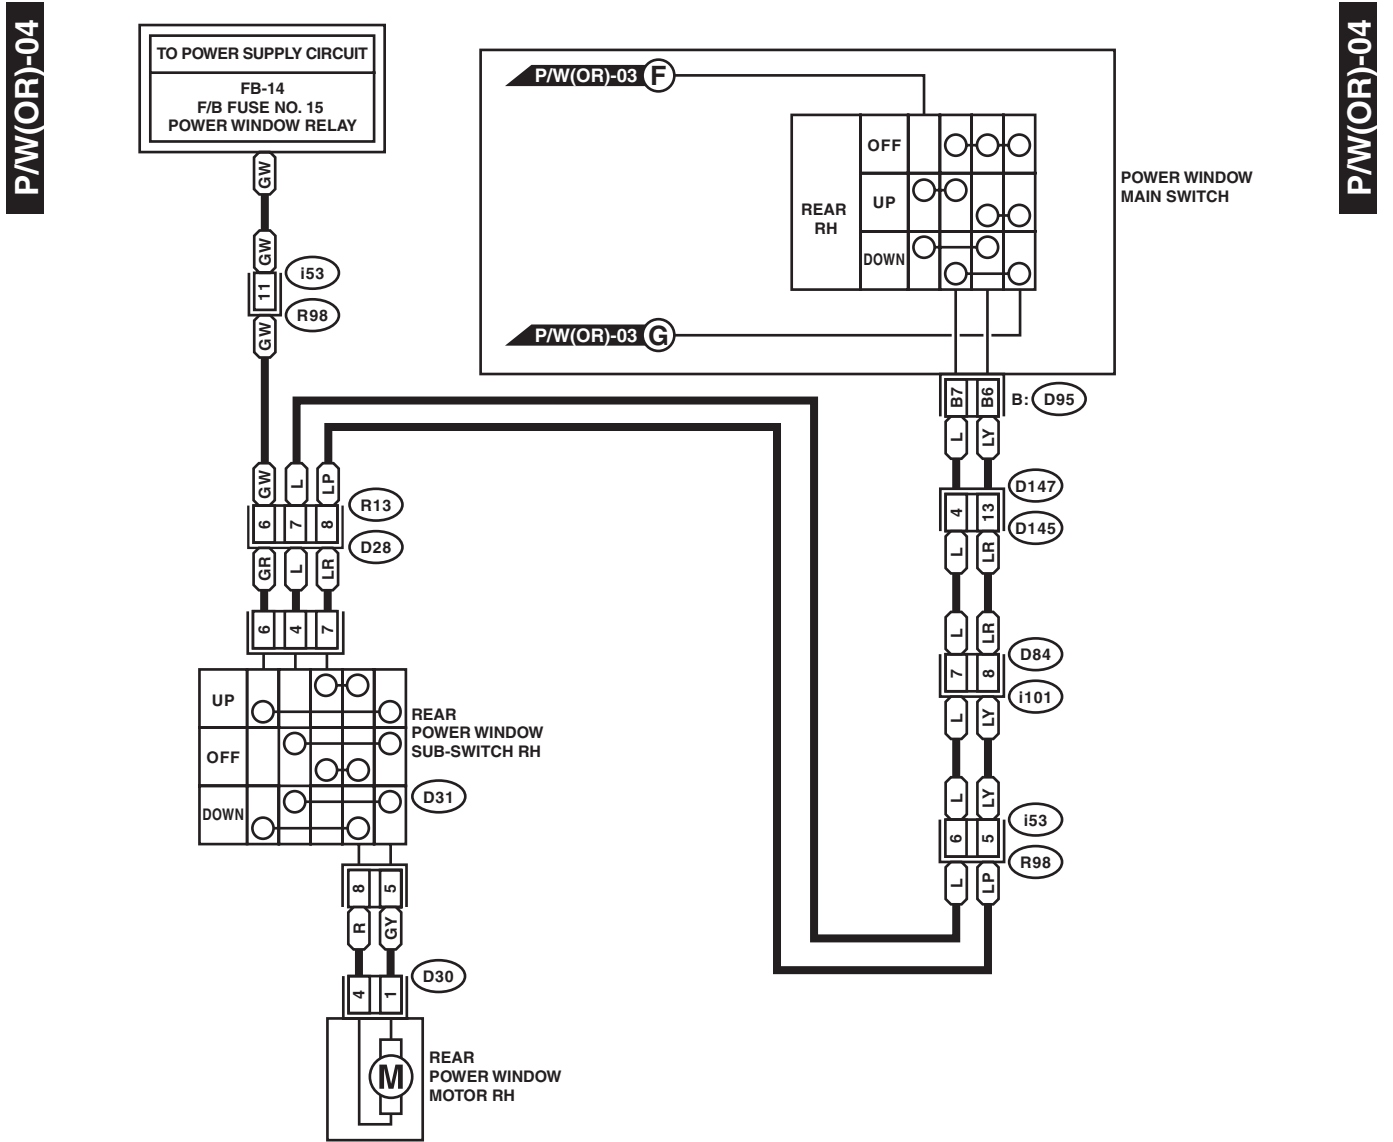 P/W(OR)-04
P/W(OR)-04
TO POWER SUPPLY CIRCUIT
FB-14
F/B FUSE NO. 15
POWER WINDOW RELAY
GW
GW
11
i53
R98
GW
P/W(OR)-03 F
REAR
RH
OFF
UP
DOWN
P/W(OR)-03 G
POWER WINDOW
MAIN SWITCH
B7 B6
B: D95
L LY
D147
4 13
D145
L LR
L LR
D84
7 8
i101
L LY
L LY
i53
6 5
R98
L LP
GW L LP
R13
6 7 8
D28
GR L LR
6 4 7
UP
OFF
DOWN
REAR
POWER WINDOW
SUB-SWITCH RH
D31
8 5
R GY
D30
4 1
M
REAR
POWER WINDOW
MOTOR RH